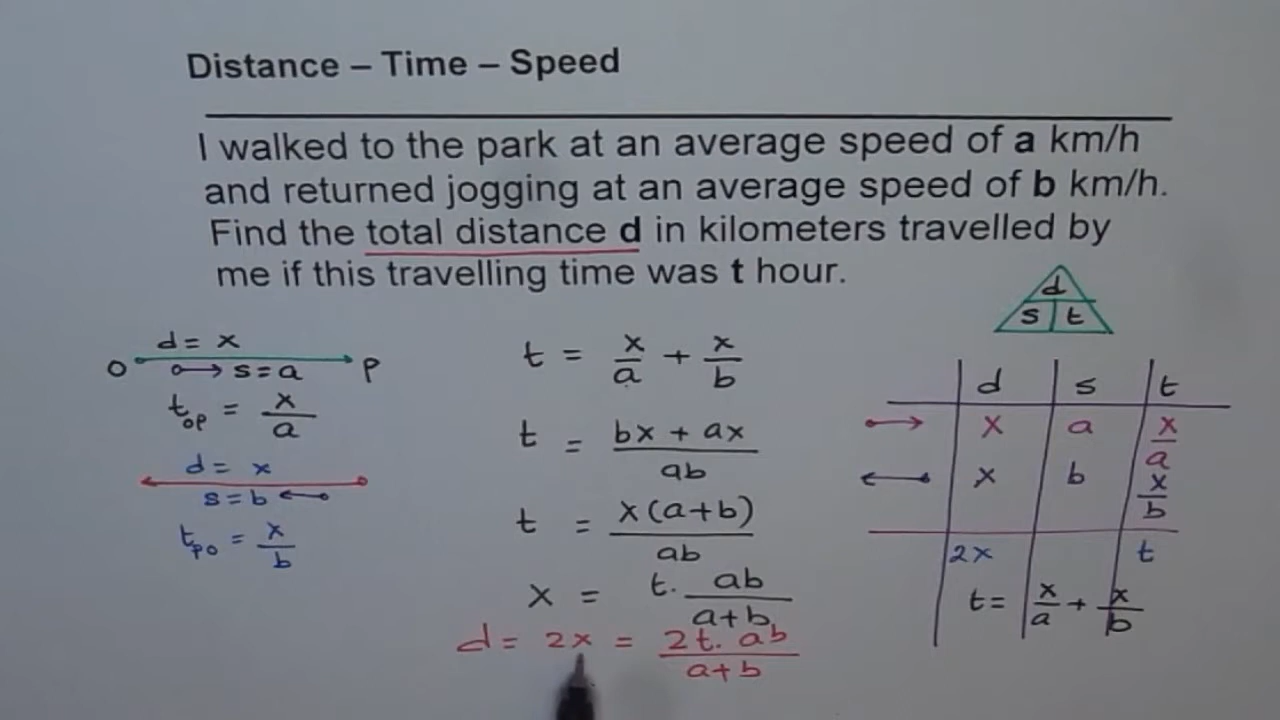 Distance – Time – Speed
I walked to the park at an average speed of a km/h
and returned jogging at an average speed of b km/h.
Find the total distance d in kilometers travelled by
me if this travelling time was t hour.
d = x
O s = a P
t_op = x/a
d = x
s = b
t_po = x/b
t = x/a + x/b
t = (bx + ax)/ab
t = x(a+b)/ab
x = t. ab/(a+b)
d = 2x = 2t. ab/(a+b)
d
s t
d s t
x a x/a
x b x/b
2x t
t = x/a + x/b